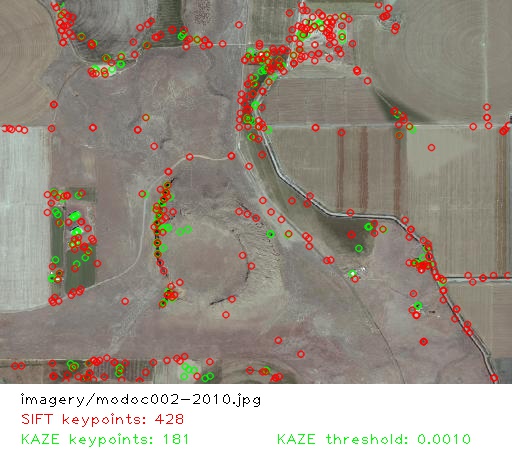 imagery/modoc002-2010.jpg
SIFT keypoints: 428
KAZE keypoints: 181 KAZE threshold: 0.0010